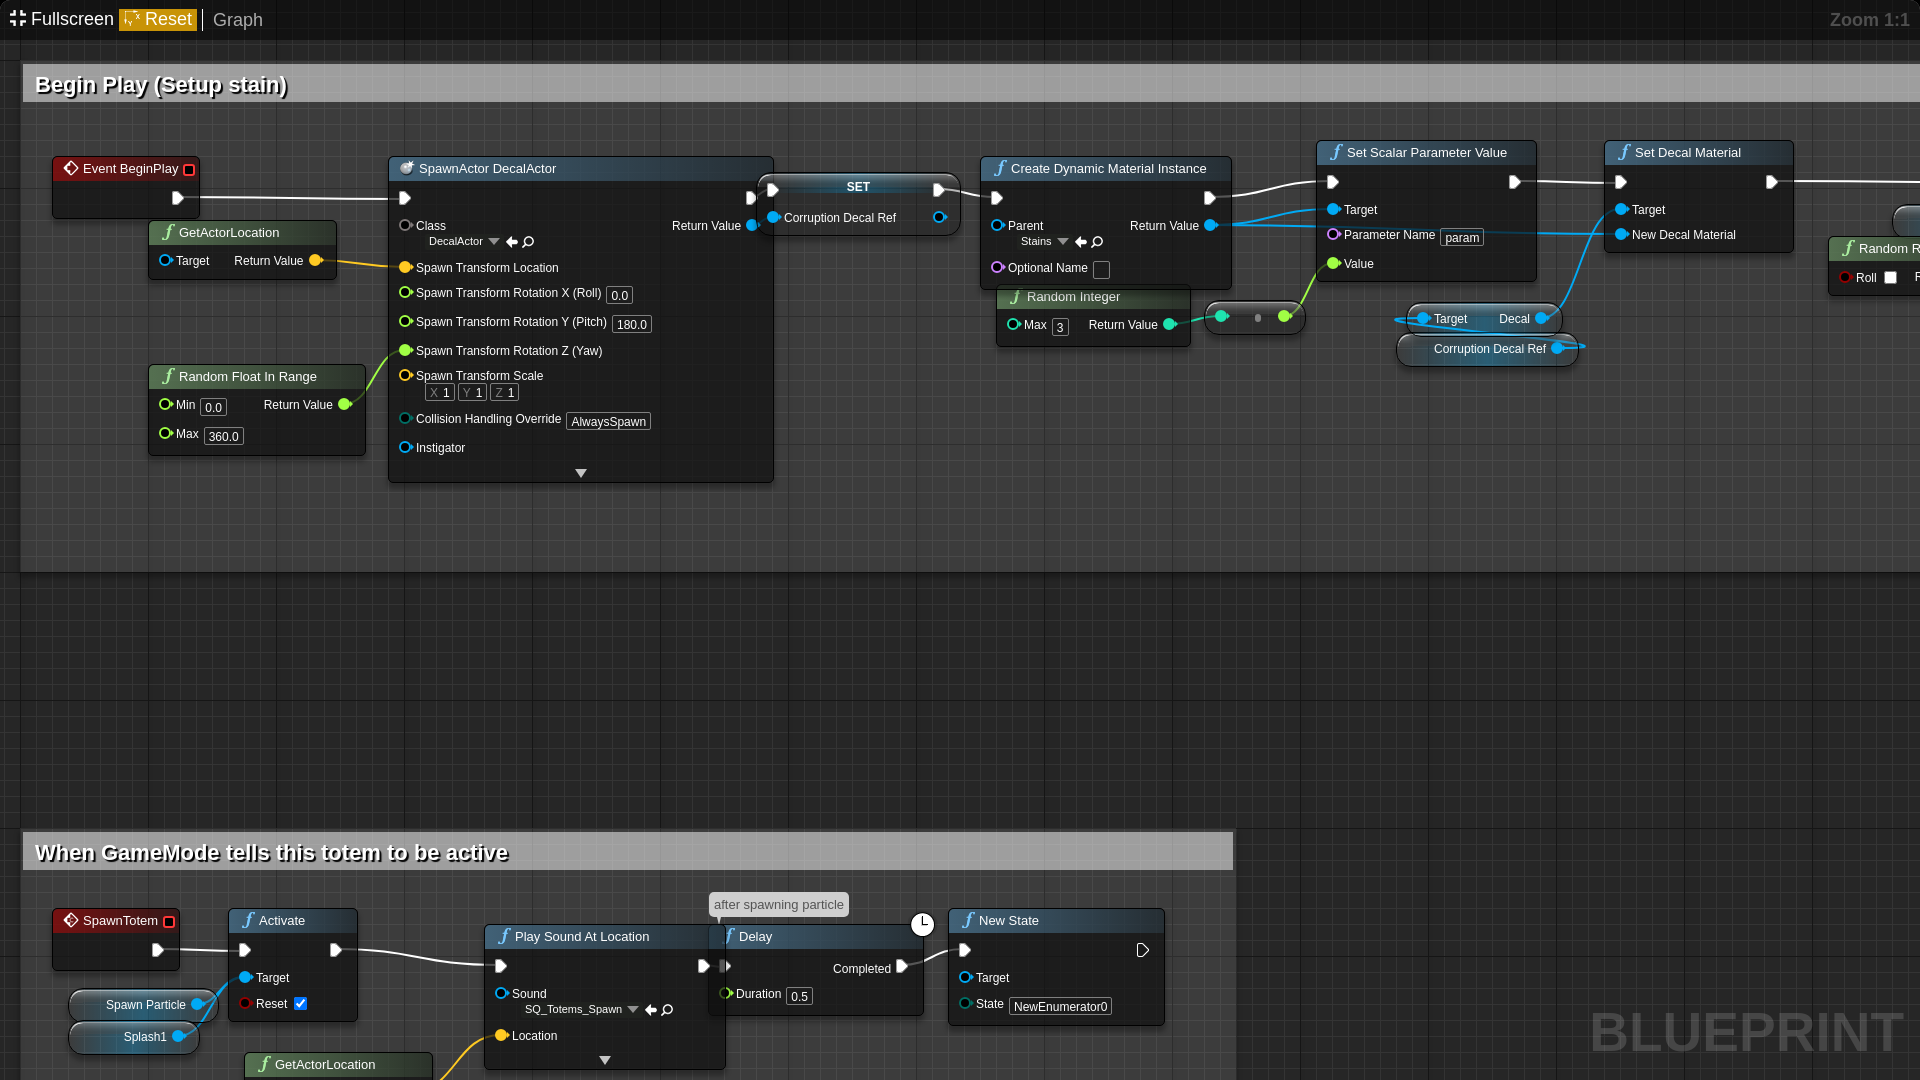 Fullscreen Reset Graph
Zoom 1:1
Begin Play (Setup stain)
Event BeginPlay
GetActorLocation
Target Return Value
Random Float In Range
Min 0.0 Return Value
Max 360.0
SpawnActor DecalActor
Class Return Value
DecalActor
Spawn Transform Location
Spawn Transform Rotation X (Roll) 0.0
Spawn Transform Rotation Y (Pitch) 180.0
Spawn Transform Rotation Z (Yaw)
Spawn Transform Scale
X 1 Y 1 Z 1
Collision Handling Override AlwaysSpawn
Instigator
SET
Corruption Decal Ref
Create Dynamic Material Instance
Parent Return Value
Stains
Optional Name
Random Integer
Max 3 Return Value
Set Scalar Parameter Value
Target
Parameter Name param
Value
Set Decal Material
Target
New Decal Material
Target Decal
Corruption Decal Ref
Random R
Roll
When GameMode tells this totem to be active
SpawnTotem
Spawn Particle
Splash1
Activate
Target
Reset
GetActorLocation
Play Sound At Location
Sound
SQ_Totems_Spawn
Location
after spawning particle
Delay
Completed
Duration 0.5
New State
Target
State NewEnumerator0
BLUEPRINT